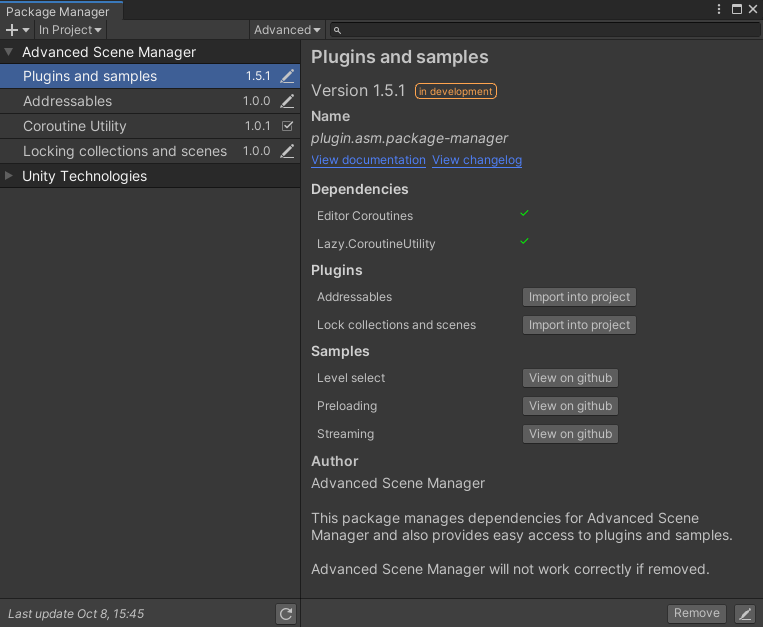 Package Manager
In Project
Advanced
Advanced Scene Manager
Plugins and samples 1.5.1
Addressables 1.0.0
Coroutine Utility 1.0.1
Locking collections and scenes 1.0.0
Unity Technologies
Last update Oct 8, 15:45
Plugins and samples
Version 1.5.1 in development
Name
plugin.asm.package-manager
View documentation View changelog
Dependencies
Editor Coroutines
Lazy.CoroutineUtility
Plugins
Addressables Import into project
Lock collections and scenes Import into project
Samples
Level select View on github
Preloading View on github
Streaming View on github
Author
Advanced Scene Manager
This package manages dependencies for Advanced Scene
Manager and also provides easy access to plugins and samples.
Advanced Scene Manager will not work correctly if removed.
Remove